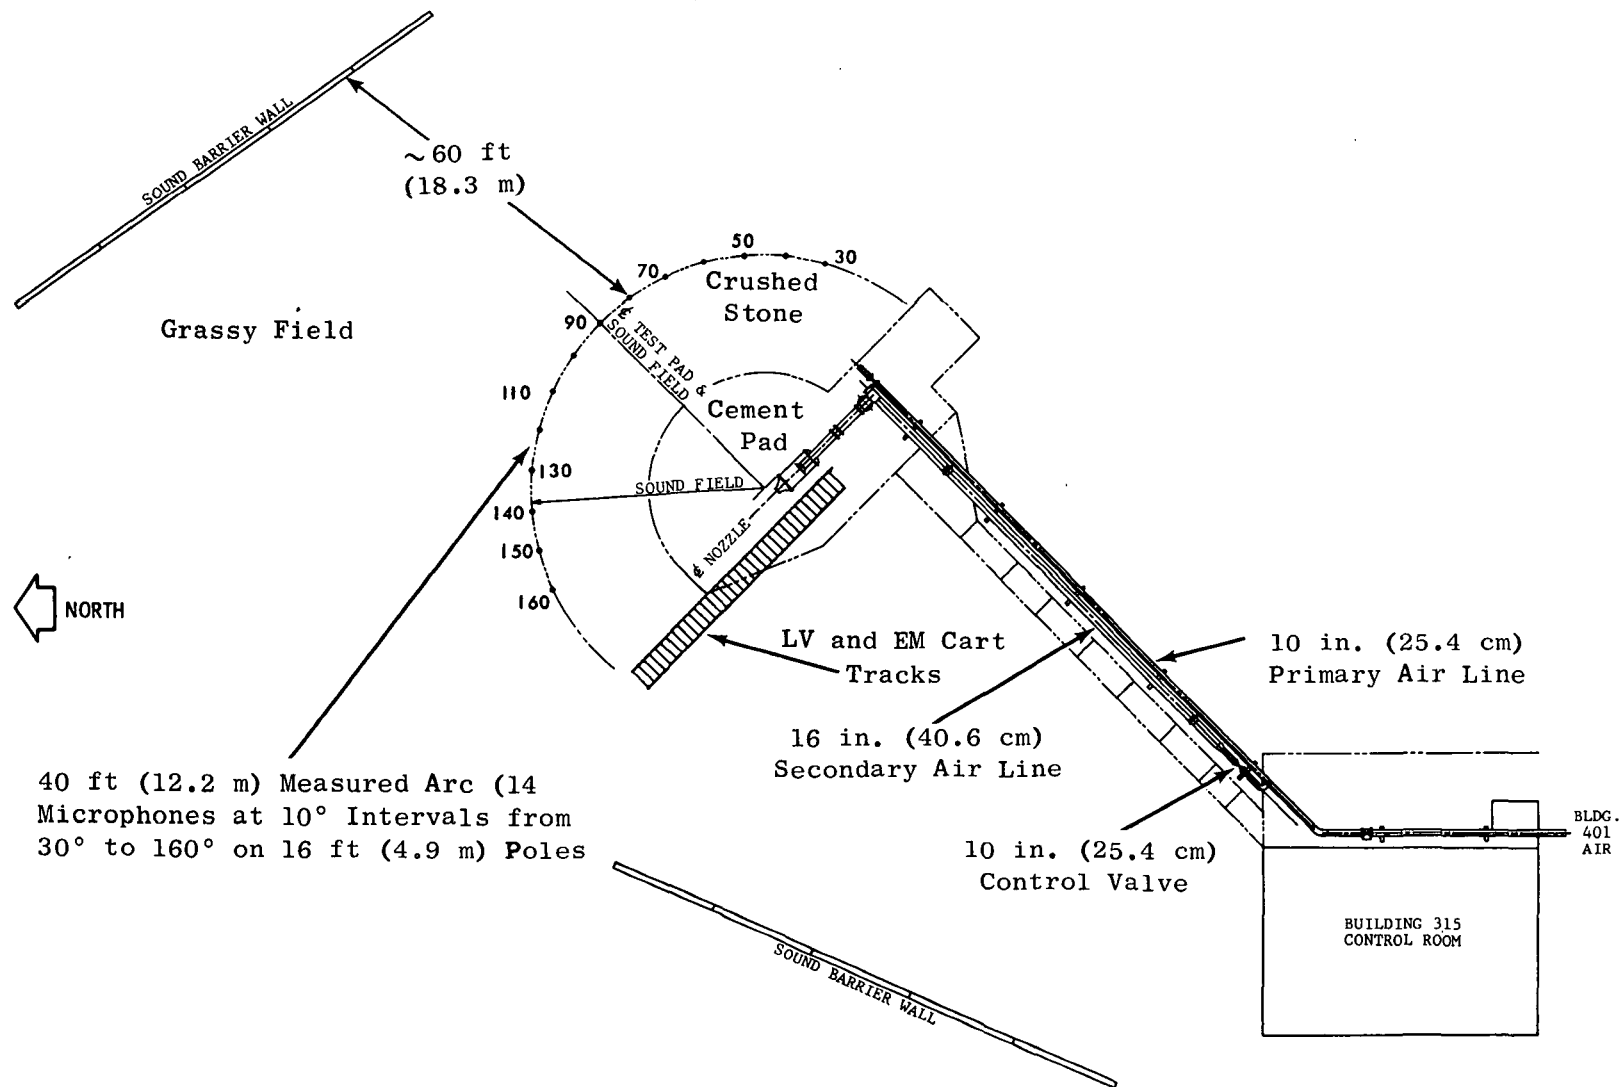 SOUND BARRIER WALL
~60 ft
(18.3 m)
50
30
70
Crushed
Stone
Grassy Field
90
℄ TEST PAD &
SOUND FIELD
110
Cement
Pad
130
SOUND FIELD
140
150
℄ NOZZLE
160
NORTH
LV and EM Cart
Tracks
10 in. (25.4 cm)
Primary Air Line
16 in. (40.6 cm)
Secondary Air Line
40 ft (12.2 m) Measured Arc (14
Microphones at 10° Intervals from
30° to 160° on 16 ft (4.9 m) Poles
10 in. (25.4 cm)
Control Valve
BLDG.
401
AIR
BUILDING 315
CONTROL ROOM
SOUND BARRIER WALL